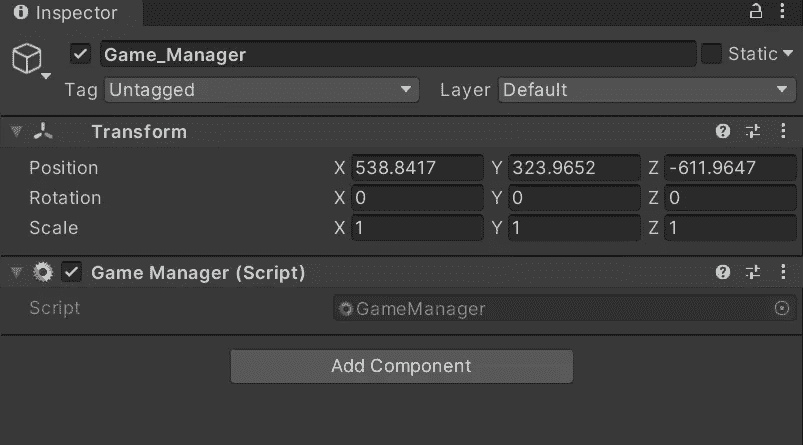 Inspector
Game_Manager Static
Tag Untagged Layer Default
Transform
Position X 538.8417 Y 323.9652 Z -611.9647
Rotation X 0 Y 0 Z 0
Scale X 1 Y 1 Z 1
Game Manager (Script)
Script GameManager
Add Component